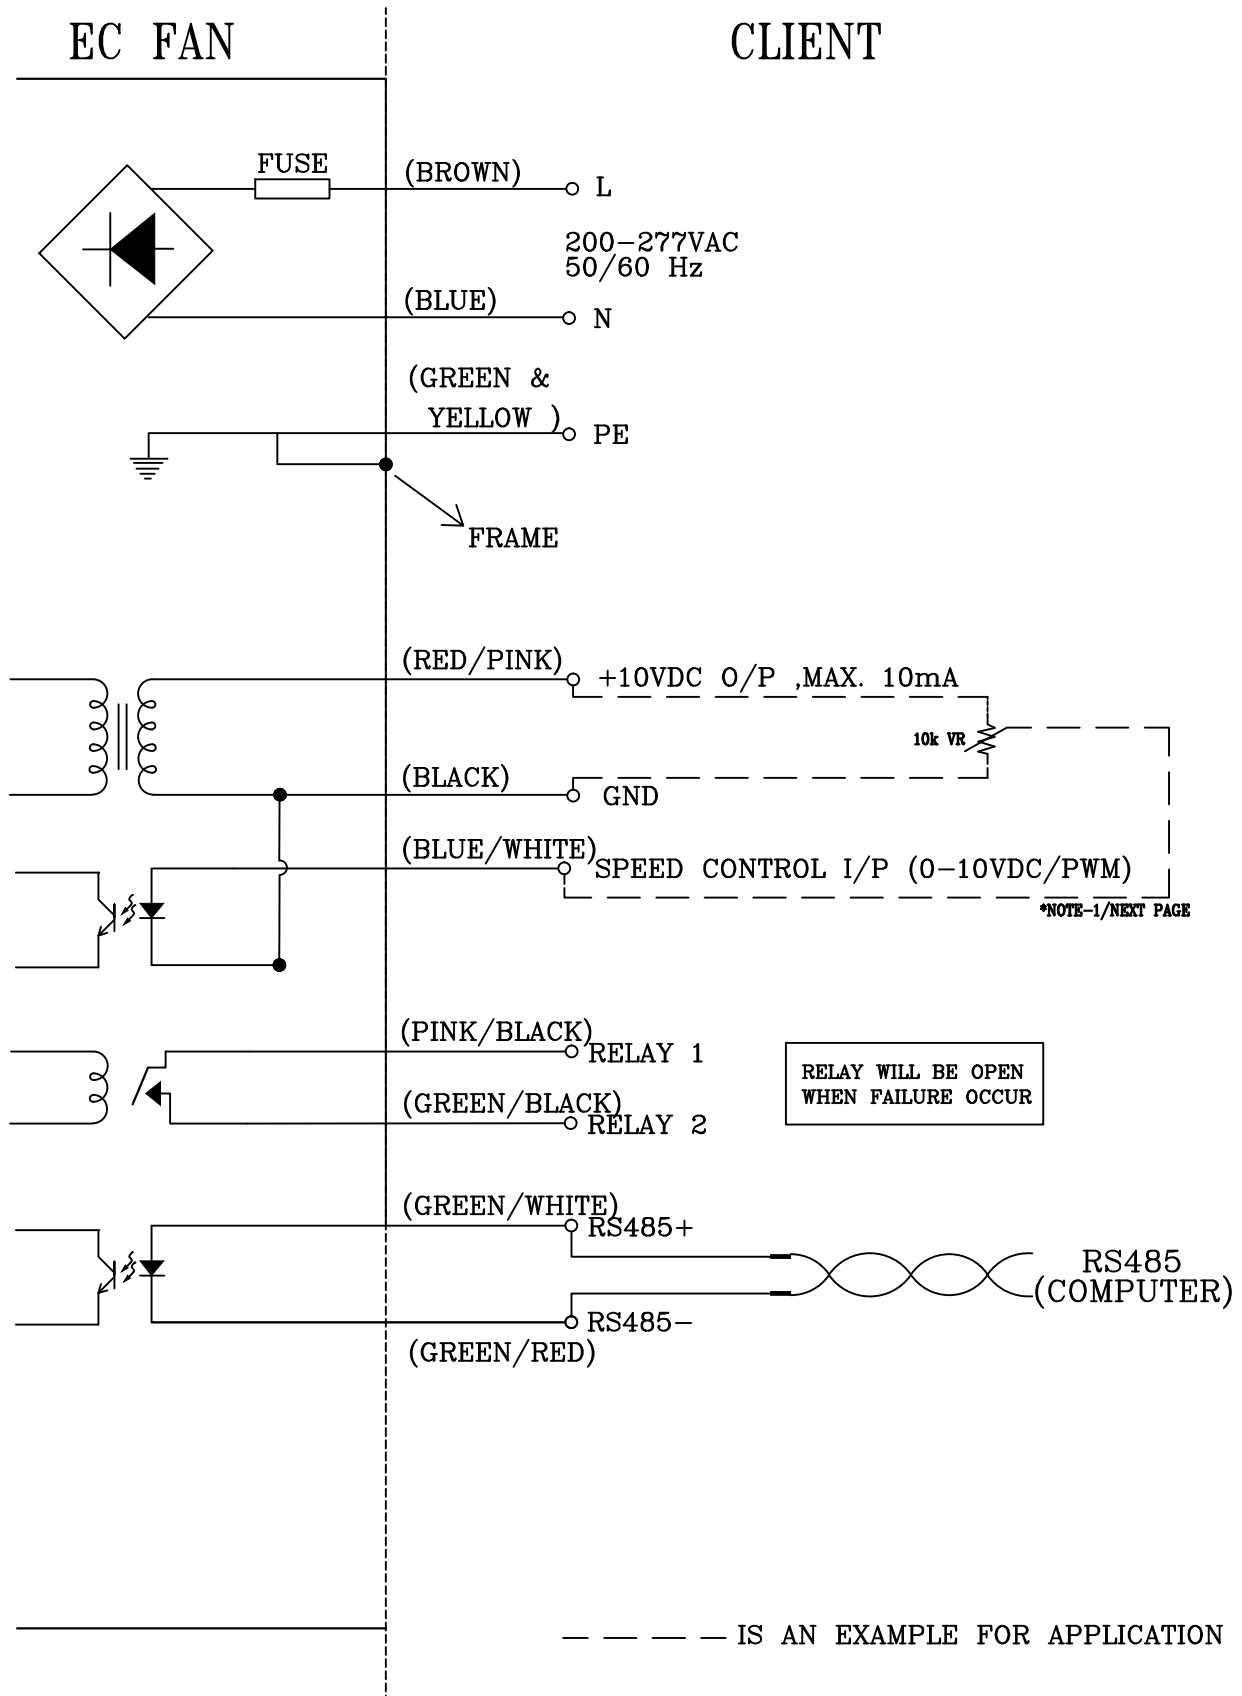 EC FAN
CLIENT
FUSE
(BROWN)
L
200-277VAC
50/60 Hz
(BLUE)
N
(GREEN &
YELLOW )
PE
FRAME
(RED/PINK)
+10VDC O/P ,MAX. 10mA
10k VR
(BLACK)
GND
(BLUE/WHITE)
SPEED CONTROL I/P (0-10VDC/PWM)
*NOTE-1/NEXT PAGE
(PINK/BLACK)
RELAY 1
RELAY WILL BE OPEN
WHEN FAILURE OCCUR
(GREEN/BLACK)
RELAY 2
(GREEN/WHITE)
RS485+
RS485
(COMPUTER)
RS485-
(GREEN/RED)
IS AN EXAMPLE FOR APPLICATION